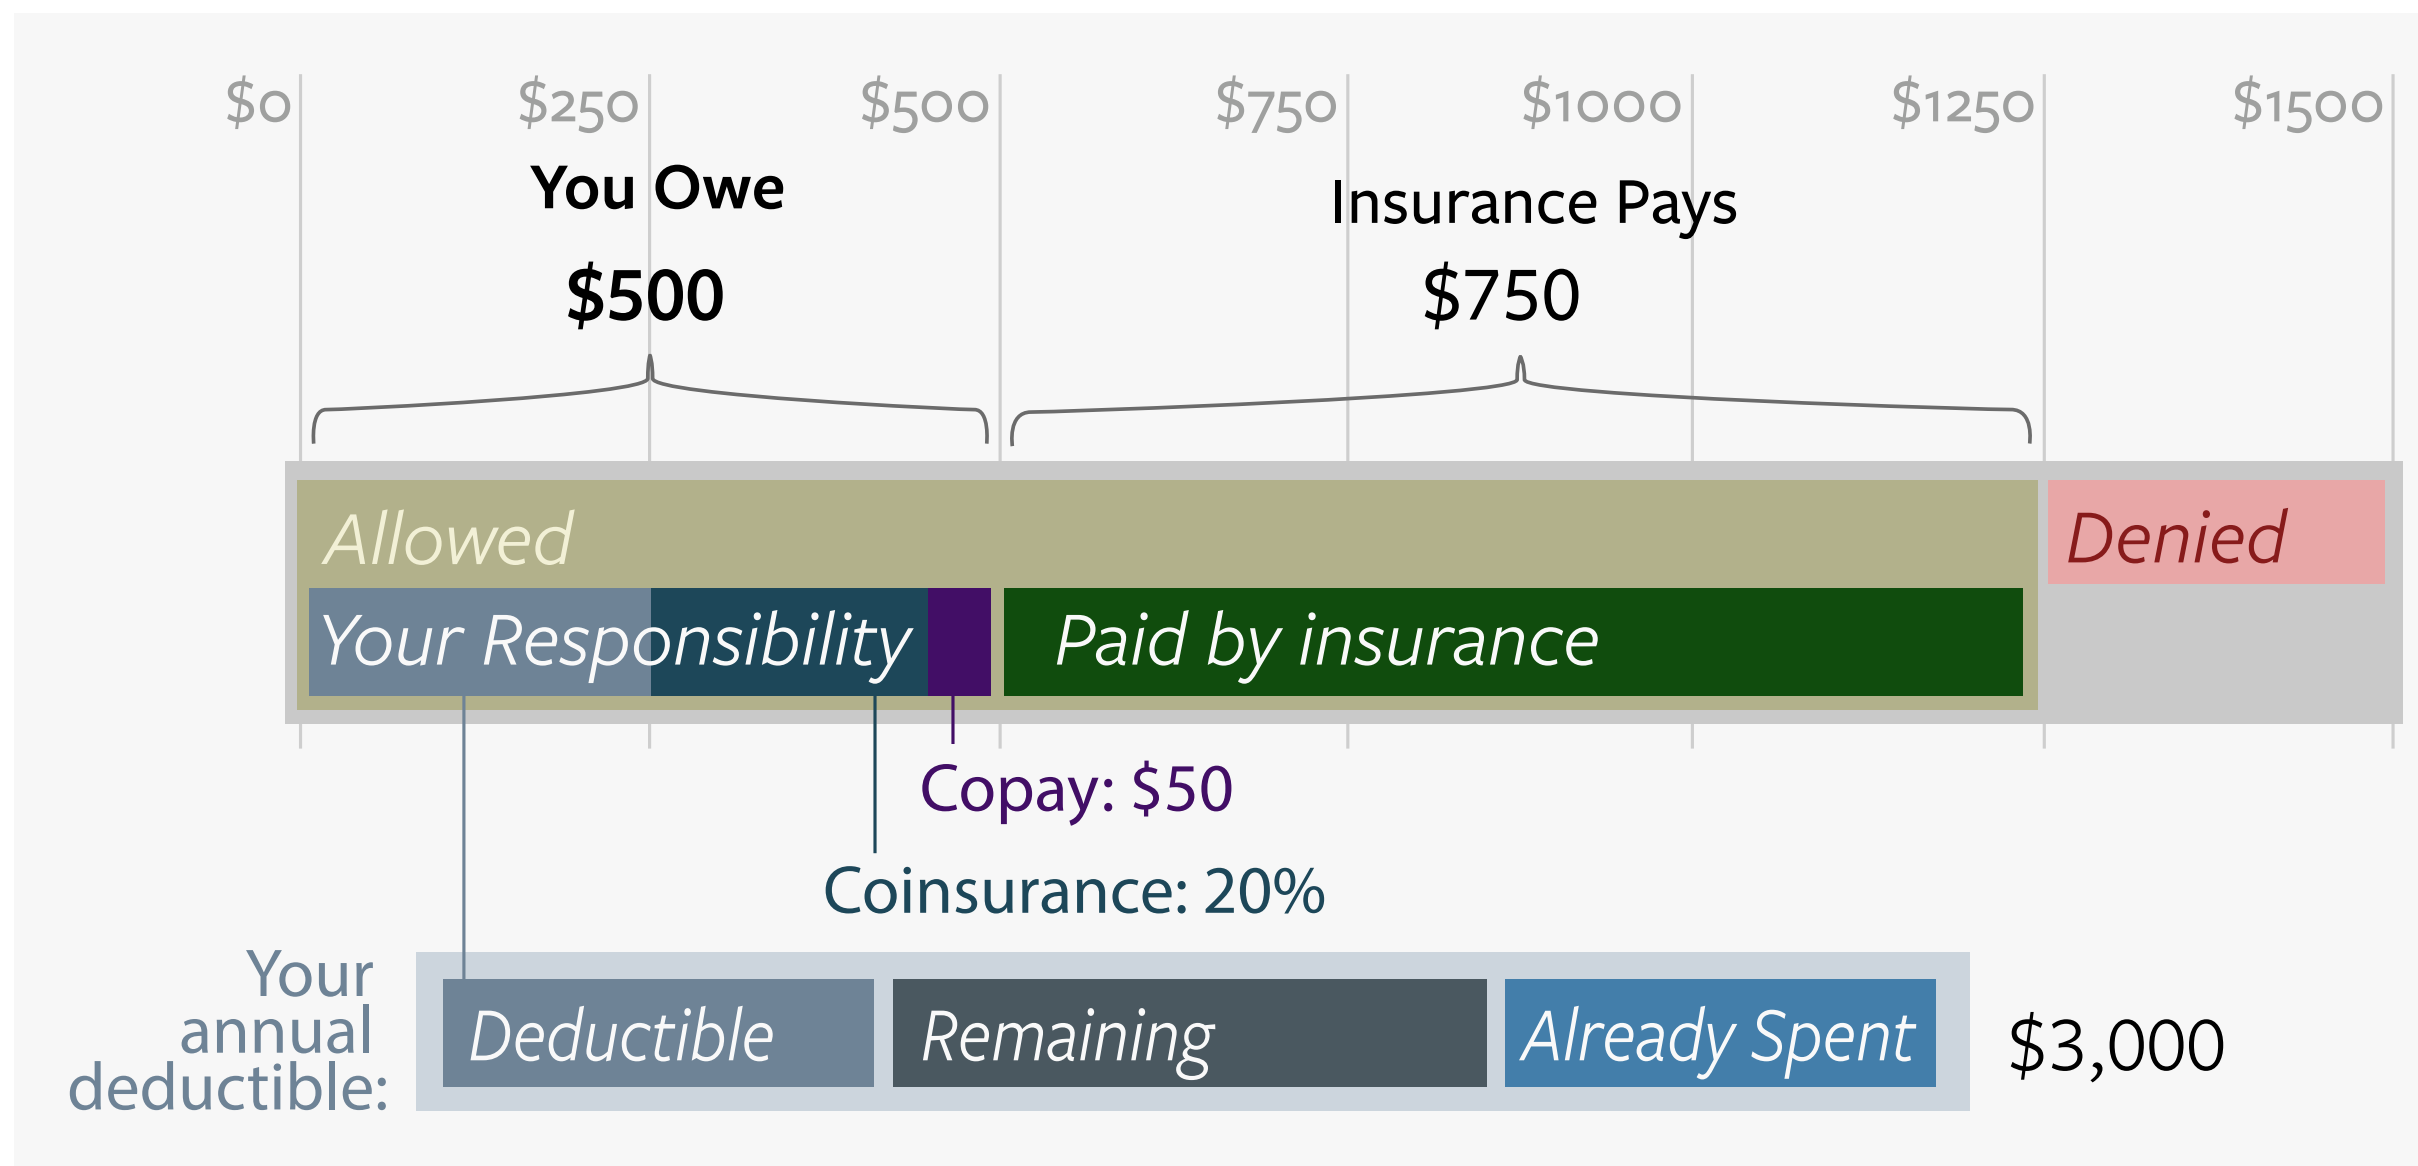 $0 $250 $500 $750 $1000 $1250 $1500
You Owe
$500
Insurance Pays
$750
Allowed
Denied
Your Responsibility
Paid by insurance
Copay: $50
Coinsurance: 20%
Your
annual
deductible:
Deductible
Remaining
Already Spent
$3,000